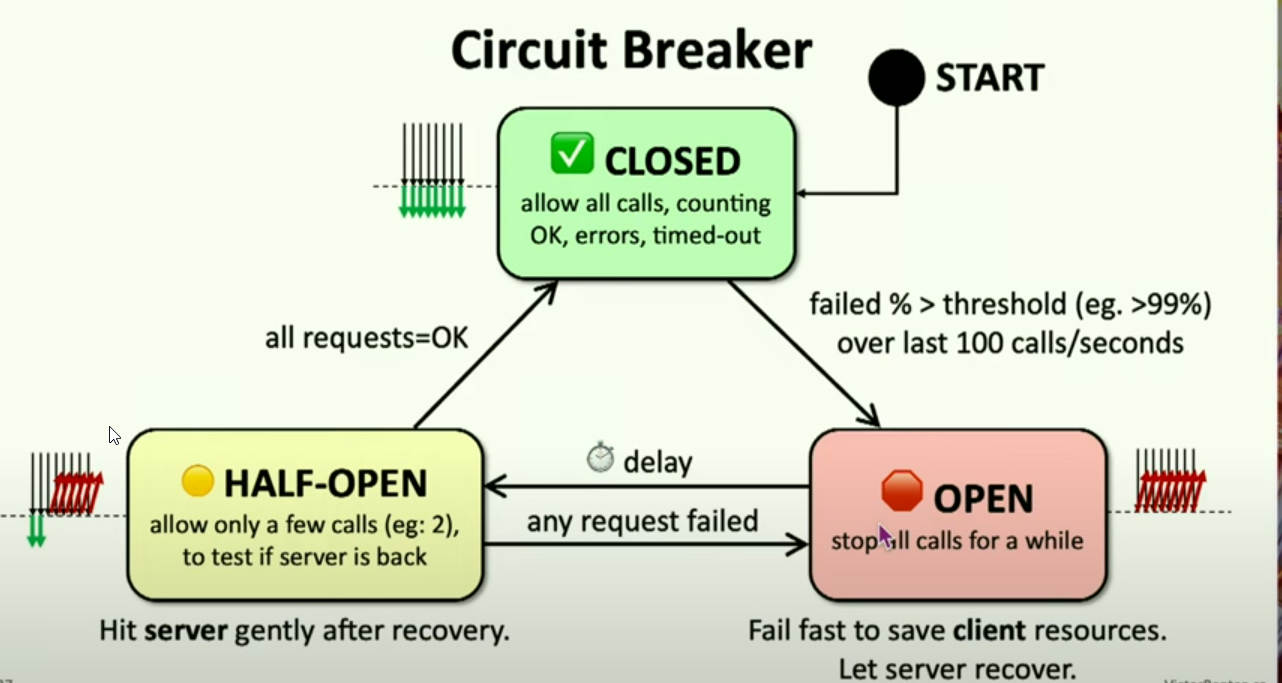 Circuit Breaker
START
CLOSED
allow all calls, counting
OK, errors, timed-out
failed % > threshold (eg. >99%)
over last 100 calls/seconds
all requests=OK
HALF-OPEN
allow only a few calls (eg: 2),
to test if server is back
delay
any request failed
OPEN
stop all calls for a while
Hit server gently after recovery.
Fail fast to save client resources.
Let server recover.